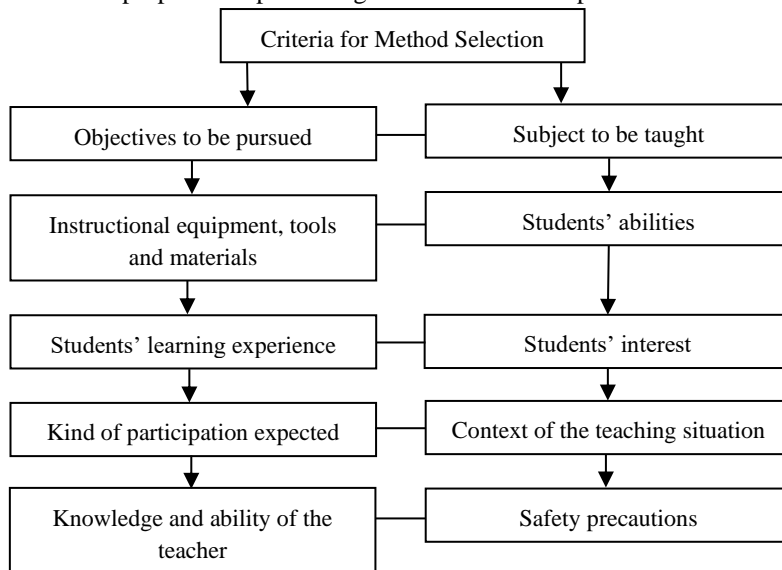 Criteria for Method Selection
Objectives to be pursued
Subject to be taught
Instructional equipment, tools
and materials
Students’ abilities
Students’ learning experience
Students’ interest
Kind of participation expected
Context of the teaching situation
Knowledge and ability of the
teacher
Safety precautions